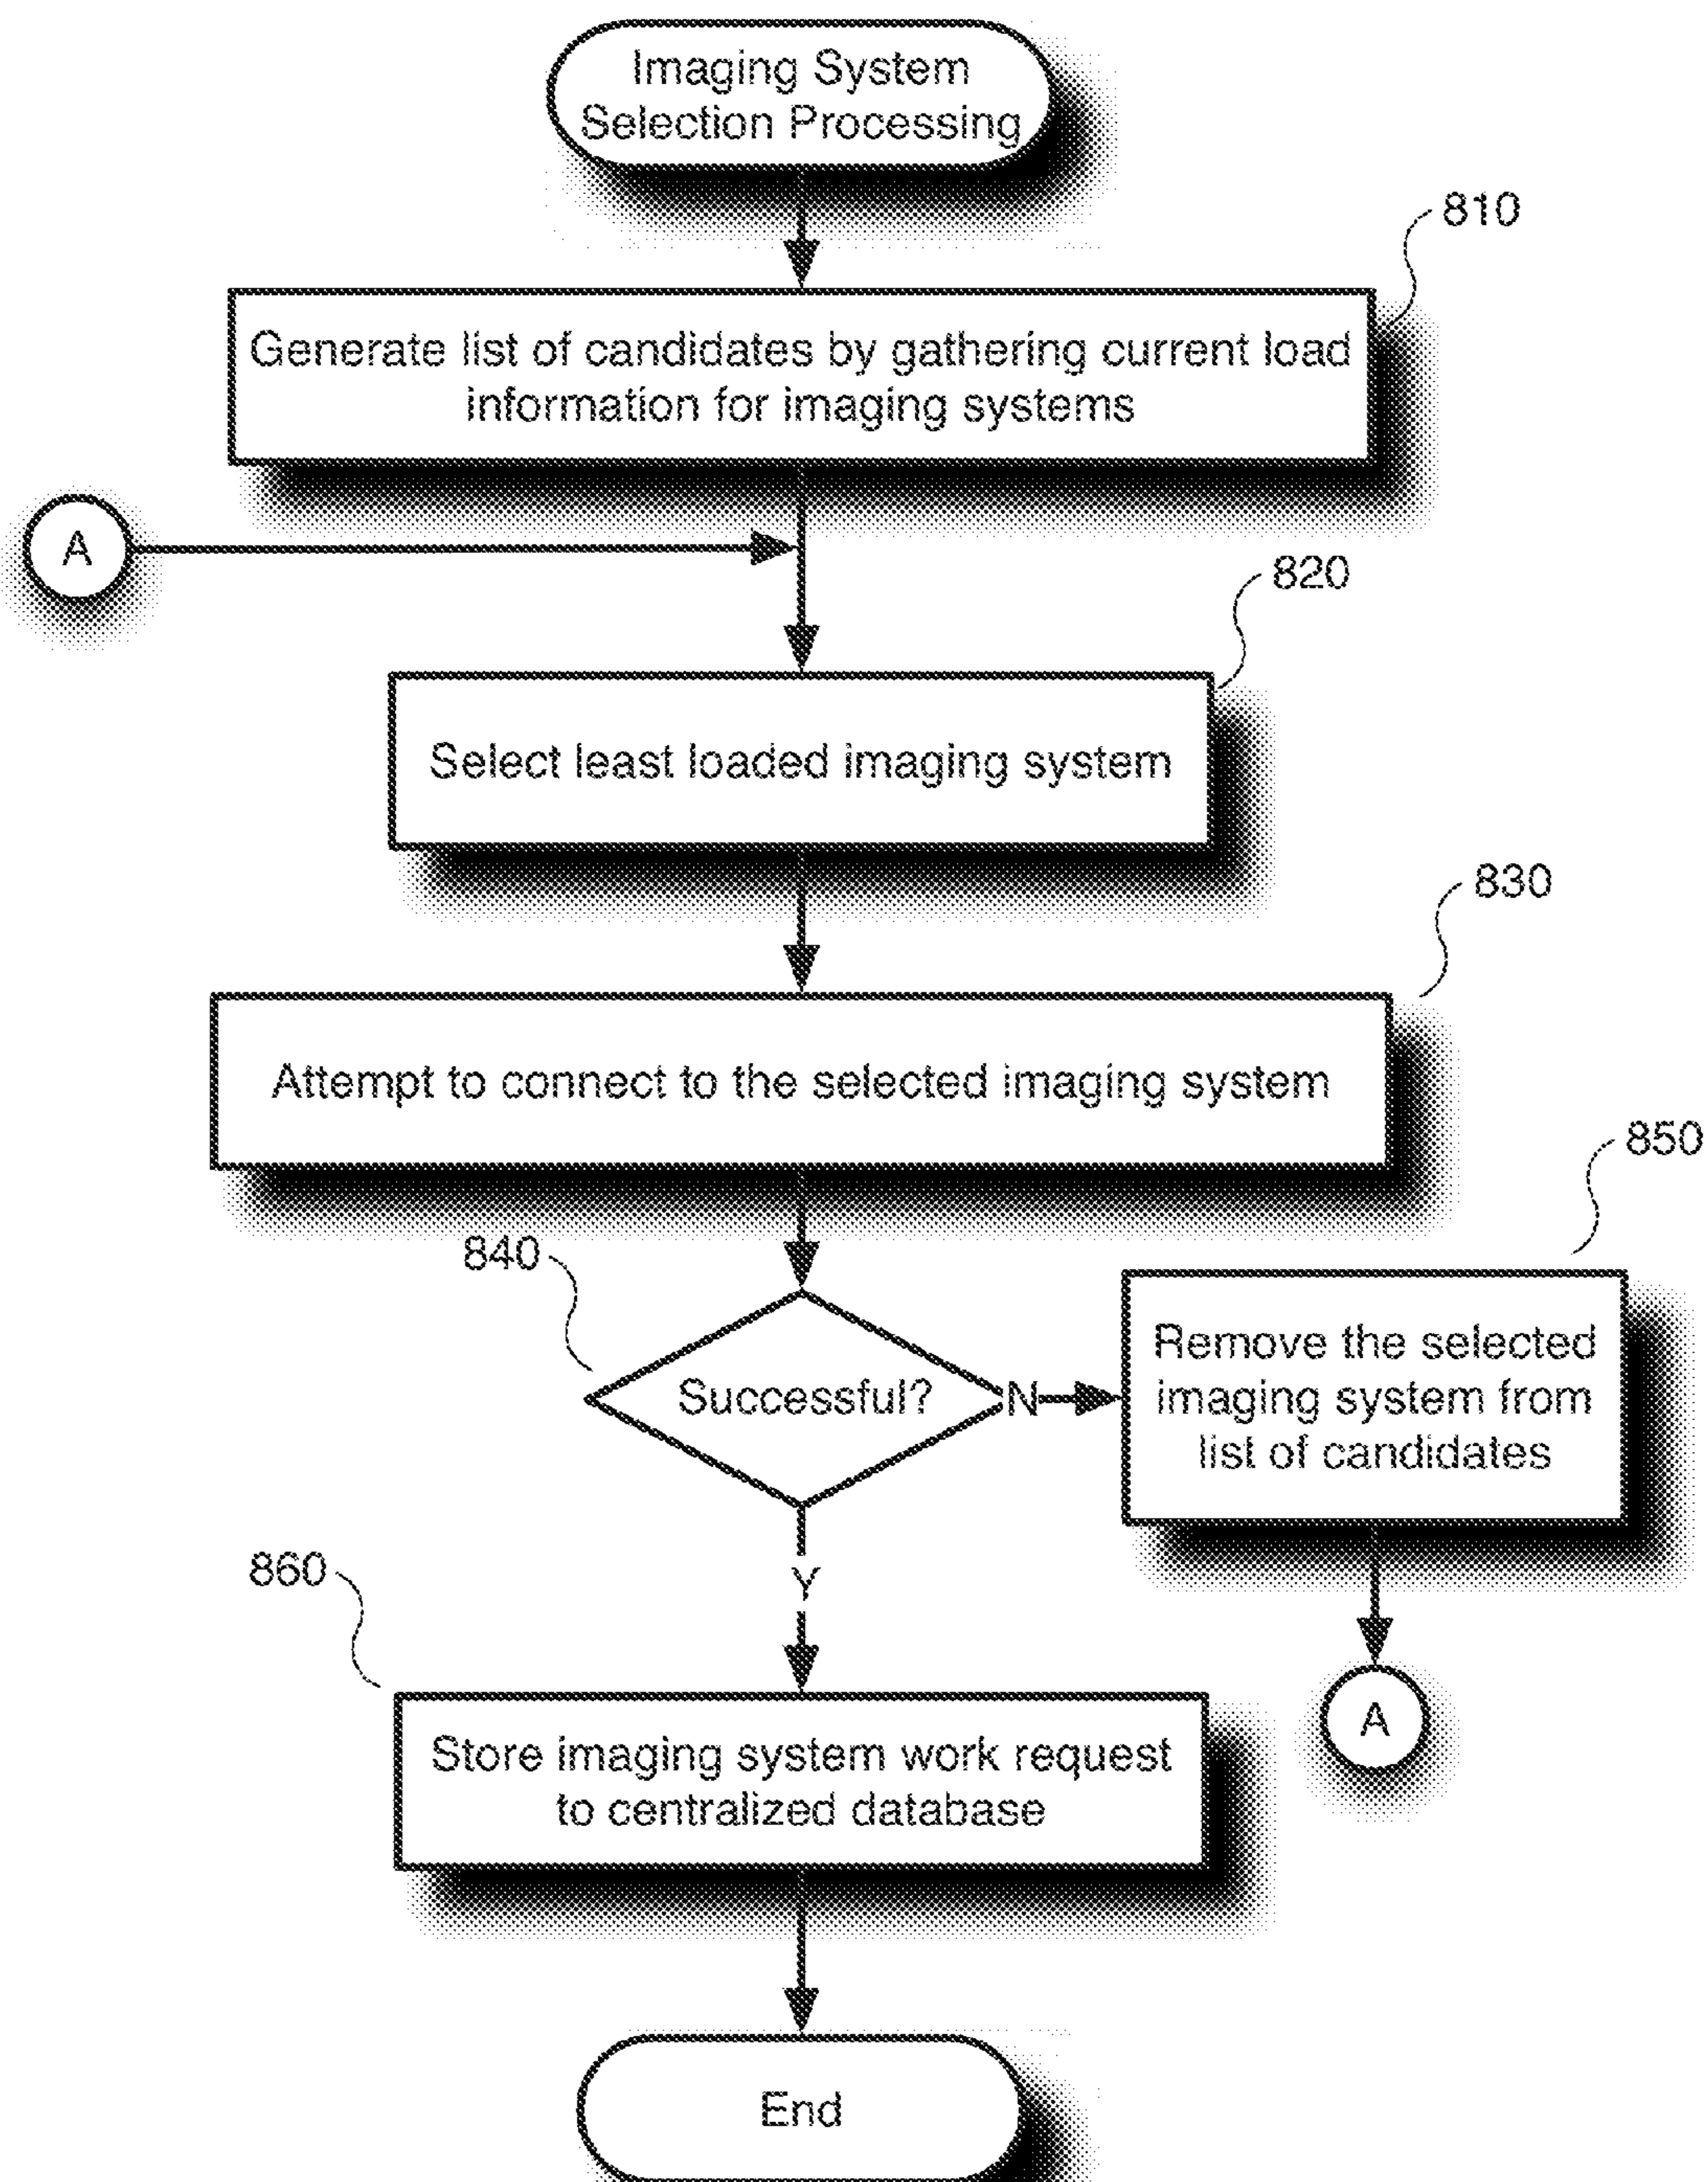 Imaging System
Selection Processing
810
Generate list of candidates by gathering current load
information for imaging systems
A
820
Select least loaded imaging system
830
Attempt to connect to the selected imaging system
840
850
Successful?
N
Remove the selected
imaging system from
list of candidates
Y
860
A
Store imaging system work request
to centralized database
End